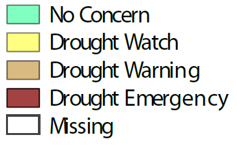 No Concern
Drought Watch
Drought Warning
Drought Emergency
Missing